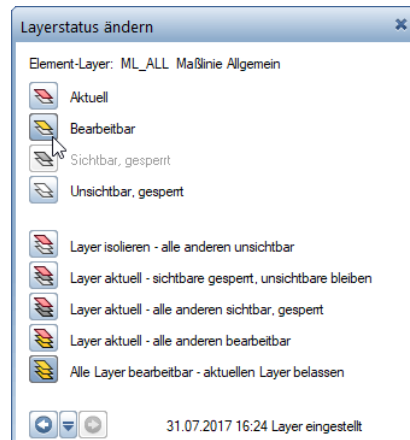 Layerstatus ändern
Element-Layer: ML_ALL Maßlinie Allgemein
Aktuell
Bearbeitbar
Sichtbar, gesperrt
Unsichtbar, gesperrt
Layer isolieren - alle anderen unsichtbar
Layer aktuell - sichtbare gesperrt, unsichtbare bleiben
Layer aktuell - alle anderen sichtbar, gesperrt
Layer aktuell - alle anderen bearbeitbar
Alle Layer bearbeitbar - aktuellen Layer belassen
31.07.2017 16:24 Layer eingestellt